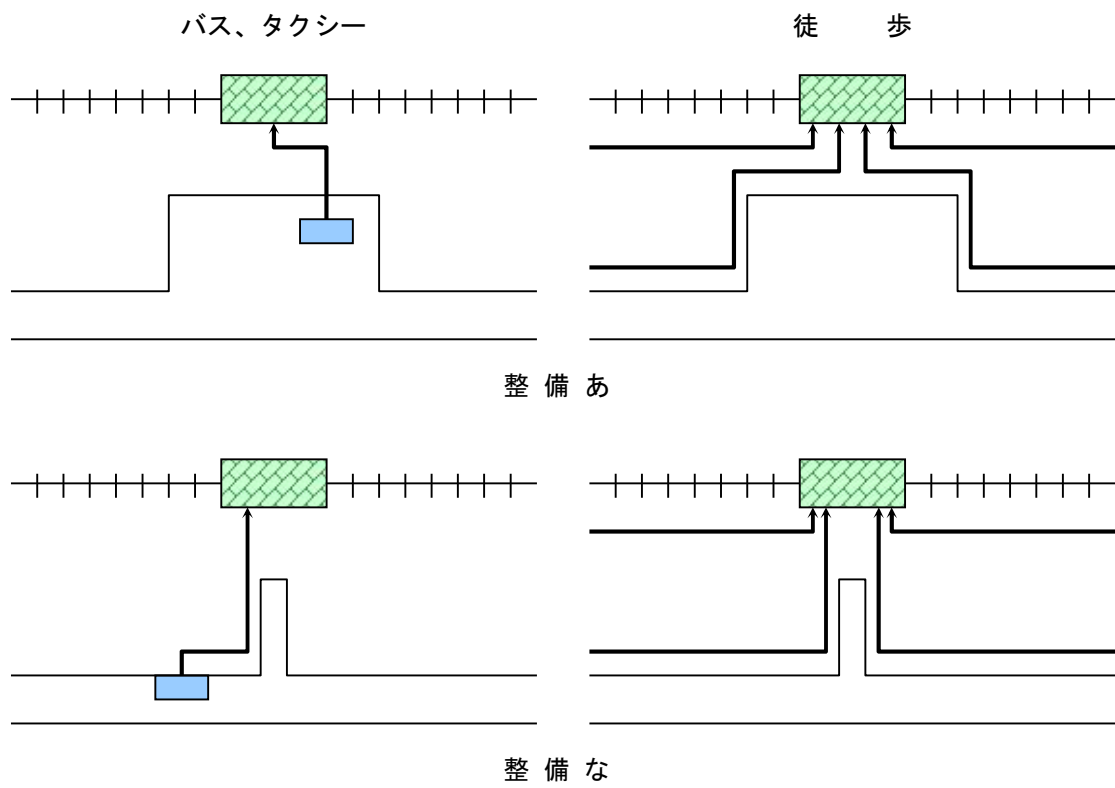 バス、タクシー
徒 歩
整 備 あ
整 備 な